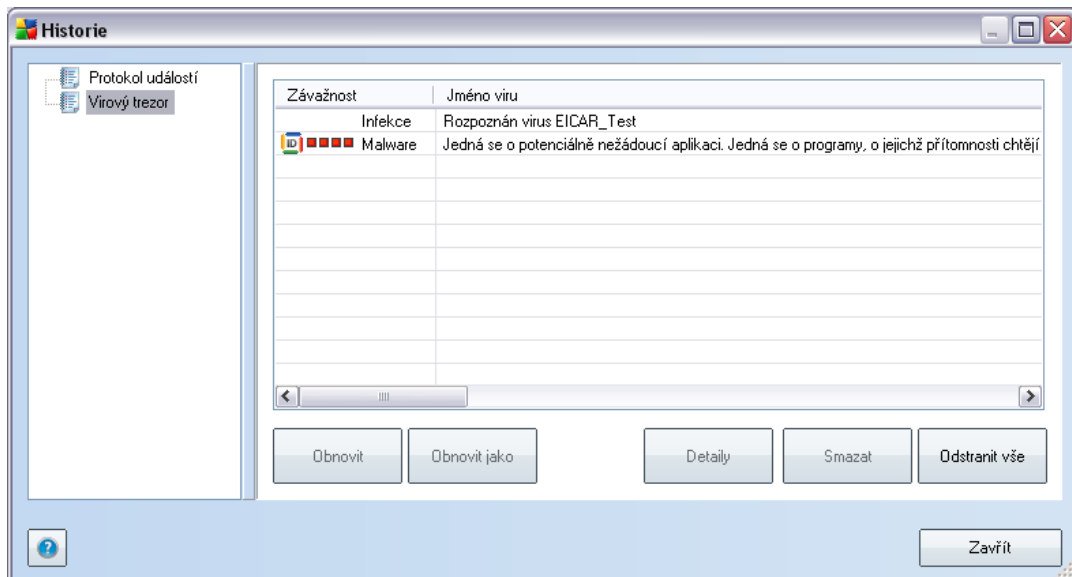 Historie
Protokol událostí
Virový trezor
Závažnost Jméno viru
Infekce Rozpoznán virus EICAR_Test
ID Malware Jedná se o potenciálně nežádoucí aplikaci. Jedná se o programy, o jejichž přítomnosti chtějí
Obnovit Obnovit jako Detaily Smazat Odstranit vše
? Zavřít